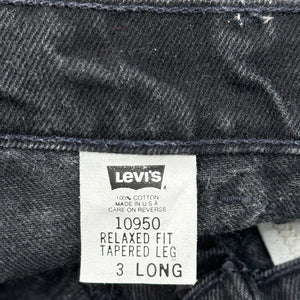 LEVI'S
100% COTTON
MADE IN U.S.A
CARE ON REVERSE
10950
RELAXED FIT
TAPERED LEG
3 LONG